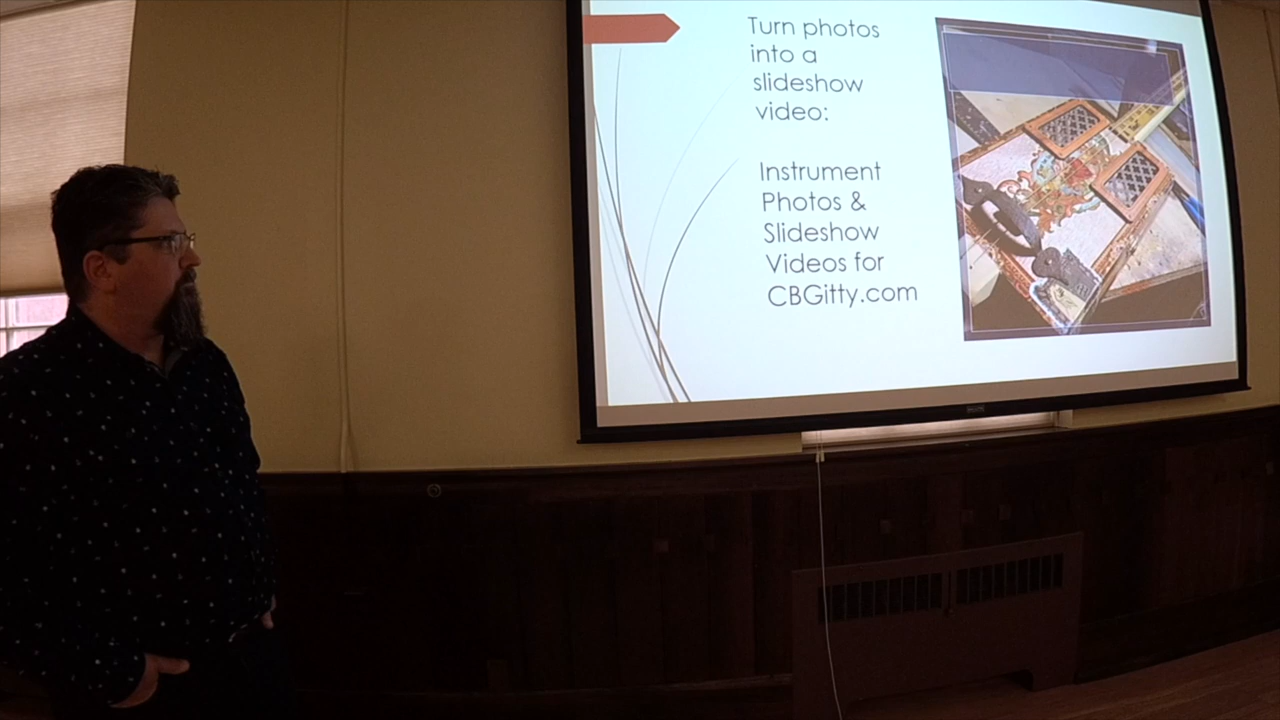 Turn photos
into a
slideshow
video:
Instrument
Photos &
Slideshow
Videos for
CBGitty.com